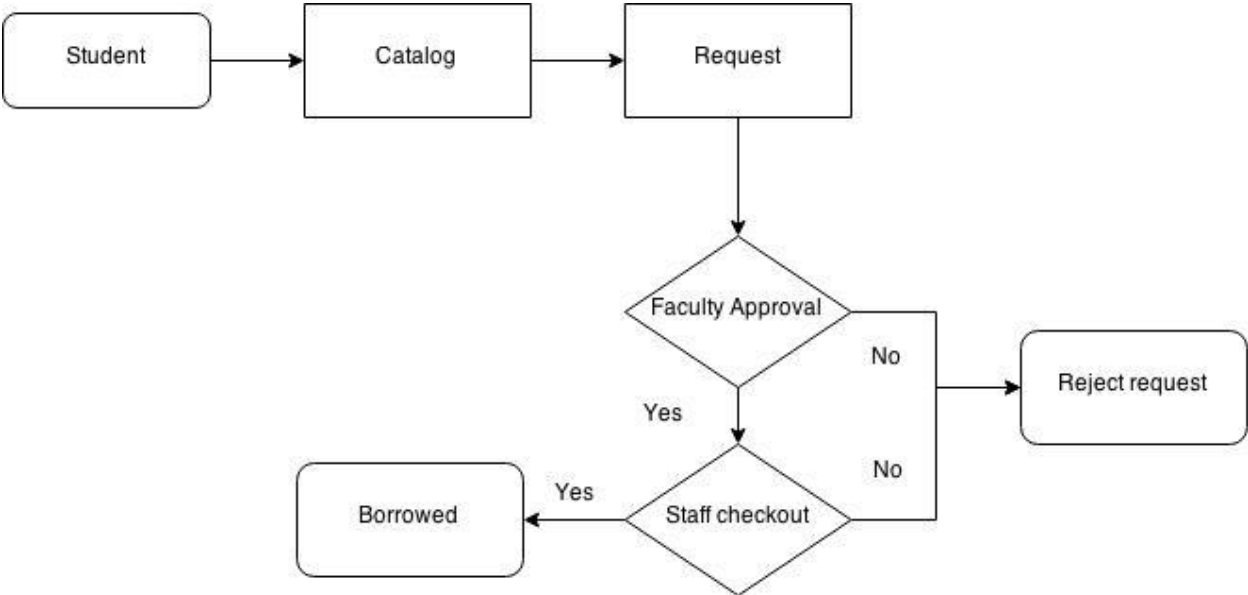 Student
Catalog
Request
Faculty Approval
No
Reject request
Yes
No
Yes
Borrowed
Staff checkout